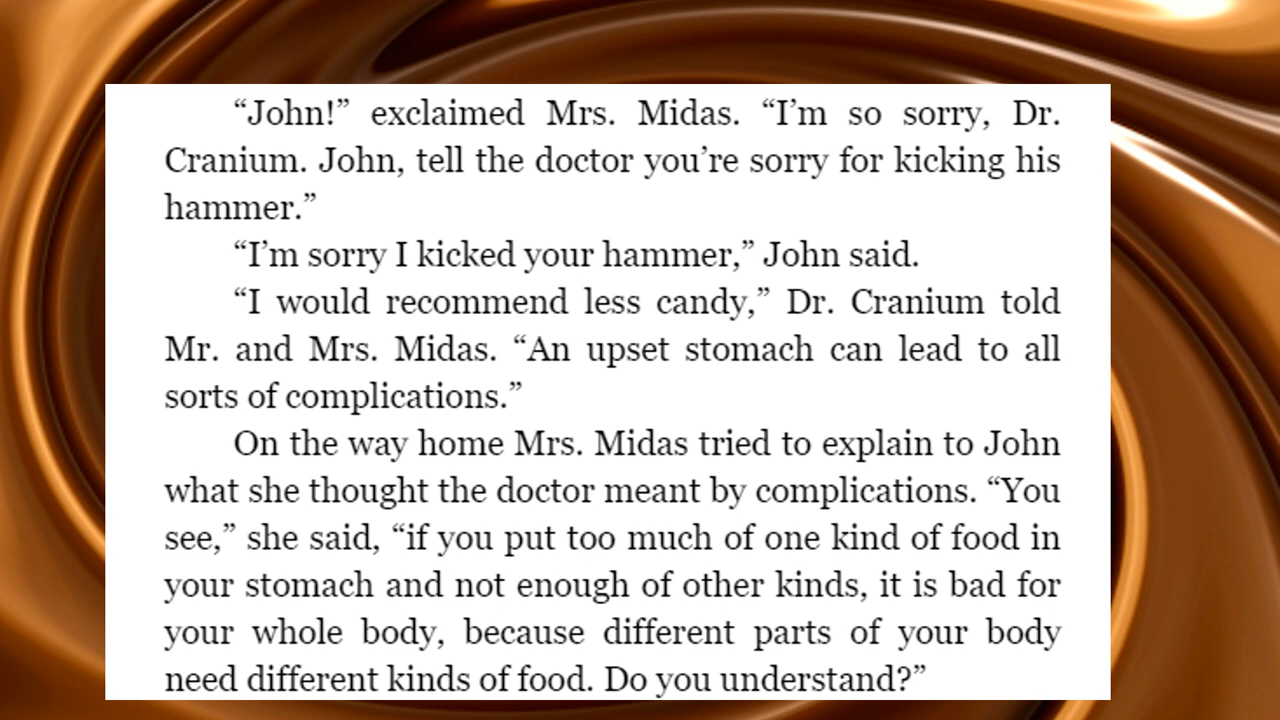 “John!” exclaimed Mrs. Midas. “I’m so sorry, Dr.
Cranium. John, tell the doctor you’re sorry for kicking his
hammer.”
“I’m sorry I kicked your hammer,” John said.
“I would recommend less candy,” Dr. Cranium told
Mr. and Mrs. Midas. “An upset stomach can lead to all
sorts of complications.”
On the way home Mrs. Midas tried to explain to John
what she thought the doctor meant by complications. “You
see,” she said, “if you put too much of one kind of food in
your stomach and not enough of other kinds, it is bad for
your whole body, because different parts of your body
need different kinds of food. Do you understand?”